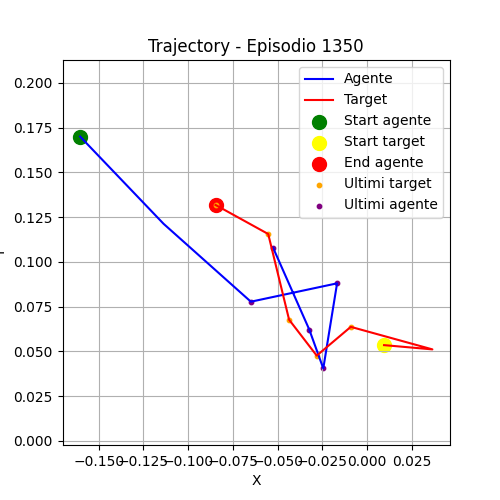 Trajectory - Episodio 1350
Agente
Target
Start agente
Start target
End agente
Ultimi target
Ultimi agente
0.200
0.175
0.150
0.125
0.100
0.075
0.050
0.025
0.000
−0.150 −0.125 −0.100 −0.075 −0.050 −0.025 0.000 0.025
X